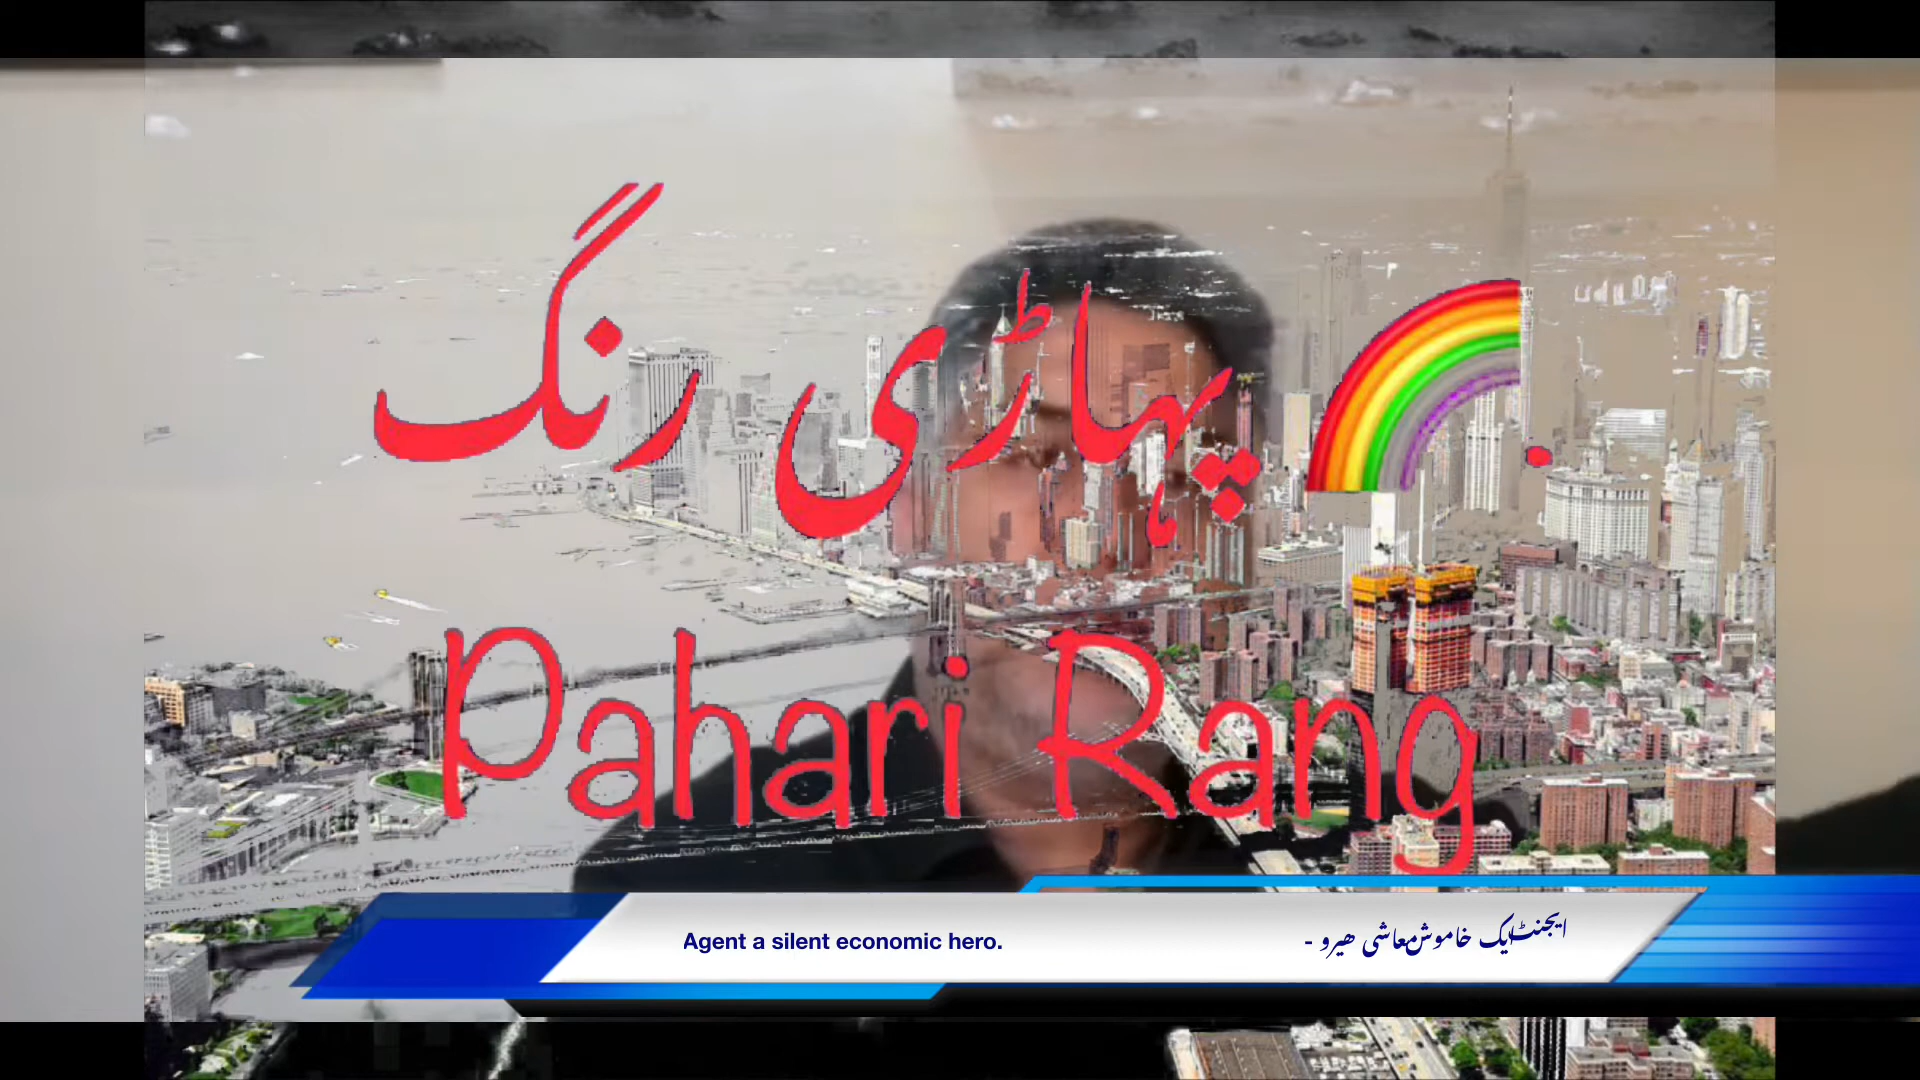 پہاڑی رنگ
Pahari Rang
Agent a silent economic hero.
ایجنٹ ایک خاموش معاشی ھیرو -